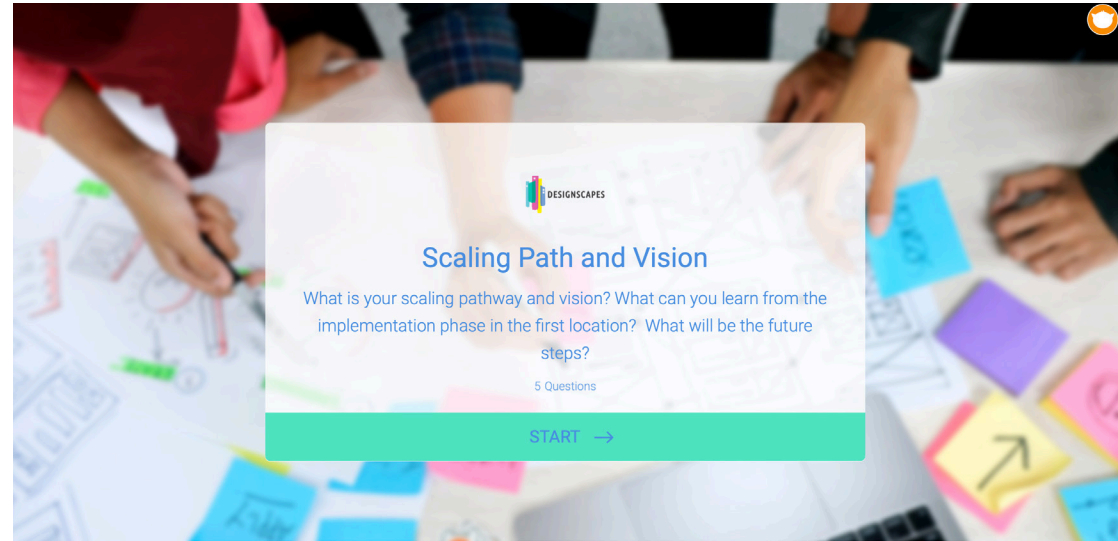 DESIGNSCAPES
Scaling Path and Vision
What is your scaling pathway and vision? What can you learn from the
implementation phase in the first location?  What will be the future
steps?
5 Questions
START →